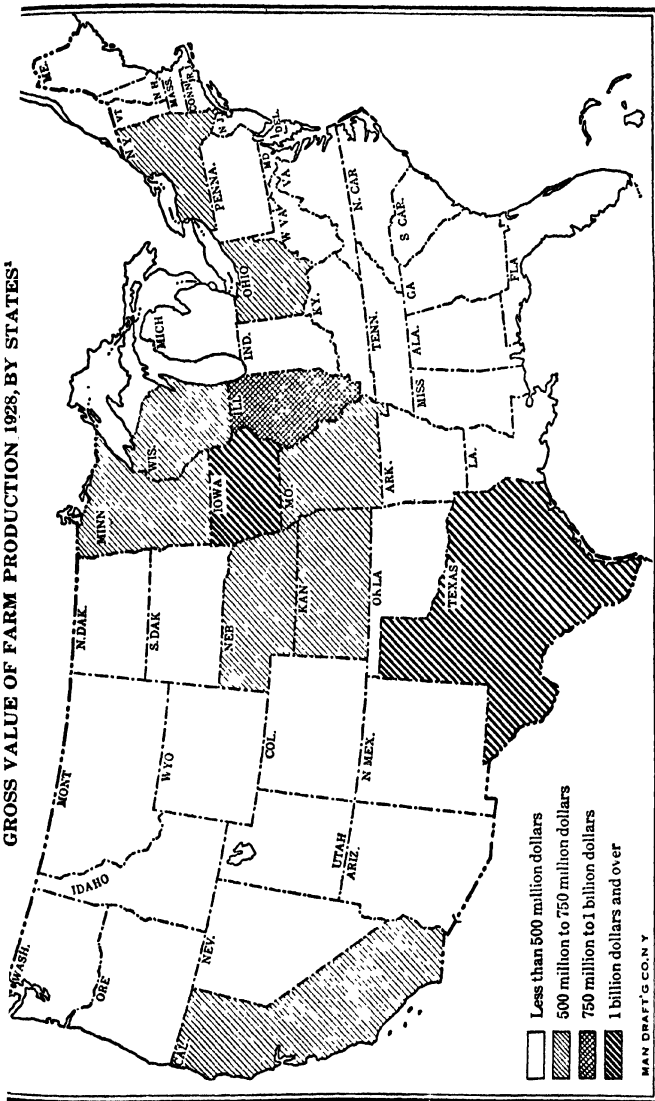 GROSS VALUE OF FARM PRODUCTION 1928, BY STATES¹
WASH.
ORE
CAL
IDAHO
NEV.
MONT
WYO
UTAH
ARIZ.
COL.
N MEX.
N.DAK
S.DAK
NEB
KAN
OKLA
TEXAS
MINN
IOWA
MO.
ARK.
LA.
WIS.
ILL
MICH
IND.
OHIO
KY.
TENN.
MISS
ALA.
GA
FLA
S CAR.
N. CAR
VA
W VA
MD.
DEL.
PENNA.
N J
N Y
CONN
R I
MASS.
VT
N H.
ME.
Less than 500 million dollars
500 million to 750 million dollars
750 million to 1 billion dollars
1 billion dollars and over
MAN DRAFT'G CO. N Y